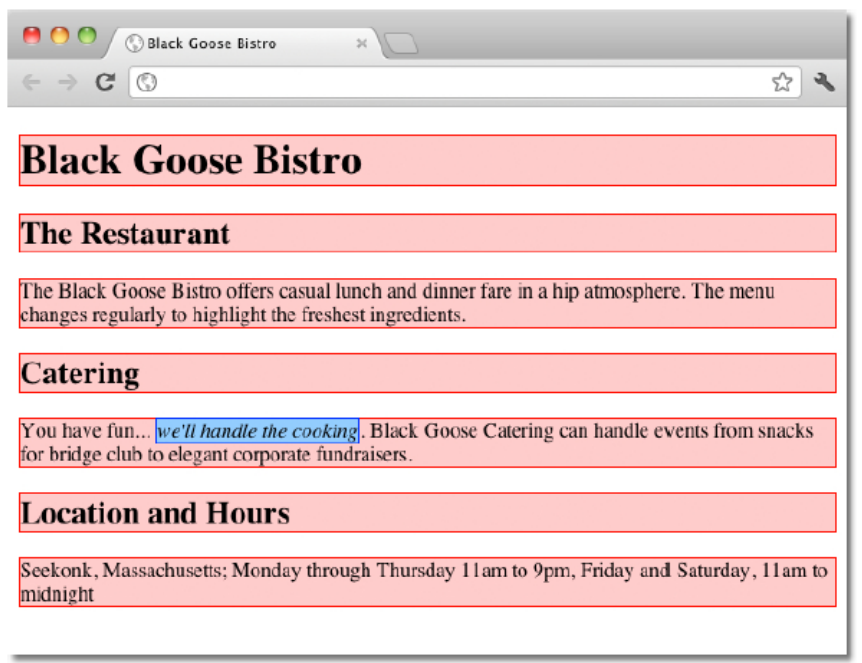 Black Goose Bistro
Black Goose Bistro
The Restaurant
The Black Goose Bistro offers casual lunch and dinner fare in a hip atmosphere. The menu
changes regularly to highlight the freshest ingredients.
Catering
You have fun... we'll handle the cooking. Black Goose Catering can handle events from snacks
for bridge club to elegant corporate fundraisers.
Location and Hours
Seekonk, Massachusetts; Monday through Thursday 11am to 9pm, Friday and Saturday, 11am to
midnight